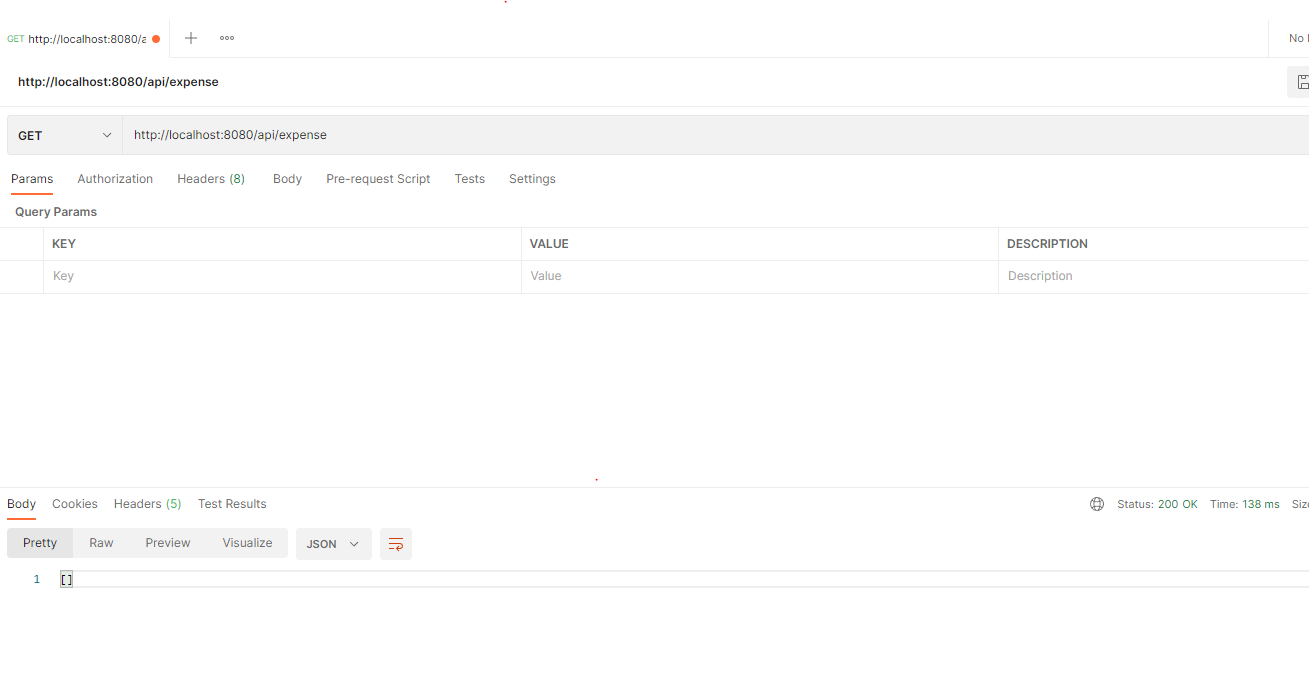 GET http://localhost:8080/a
No
http://localhost:8080/api/expense
GET http://localhost:8080/api/expense
Params Authorization Headers (8) Body Pre-request Script Tests Settings
Query Params
KEY VALUE DESCRIPTION
Key Value Description
Body Cookies Headers (5) Test Results Status: 200 OK Time: 138 ms Siz
Pretty Raw Preview Visualize JSON
1 []